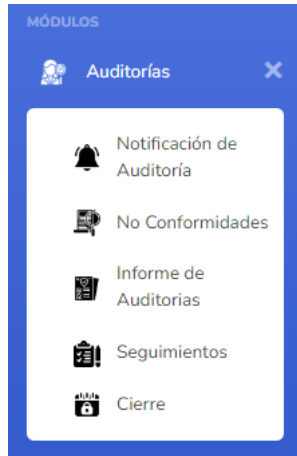 MÓDULOS
Auditorías
Notificación de
Auditoría
No Conformidades
Informe de
Auditorias
Seguimientos
Cierre